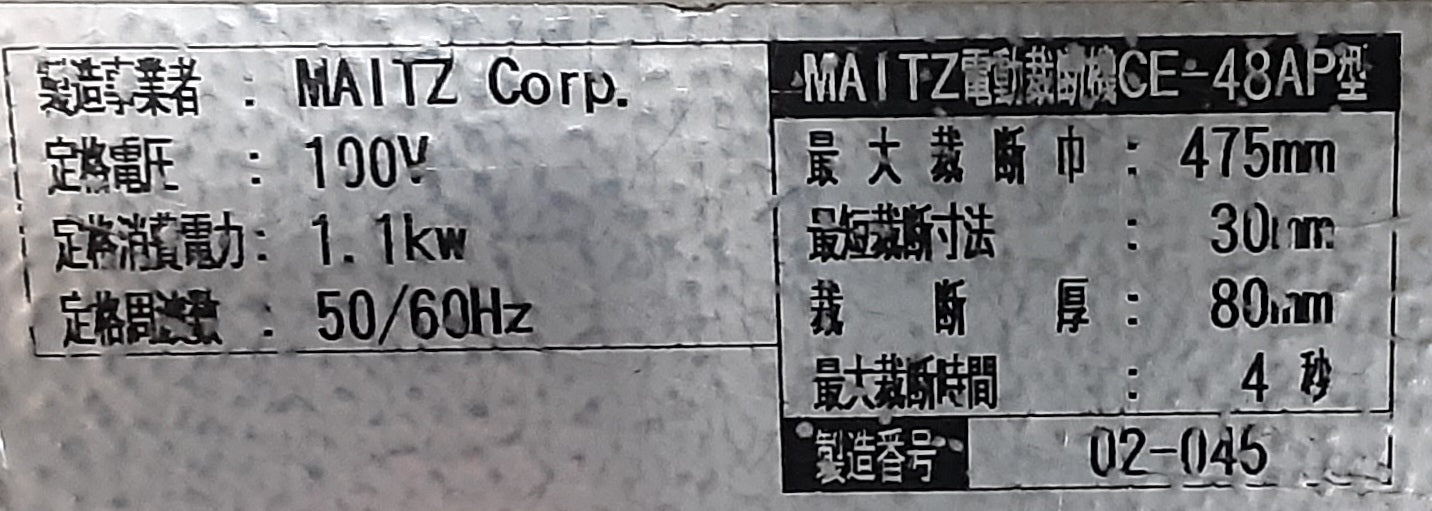 製造事業者 : MAITZ Corp.
定格電圧 : 100V
定格消費電力 : 1.1kw
定格周波数 : 50/60Hz
MAITZ電動裁断機CE-48AP型
最大裁断巾 : 475mm
最短裁断寸法 : 30mm
裁断厚 : 80mm
最大裁断時間 : 4秒
製造番号 02-045